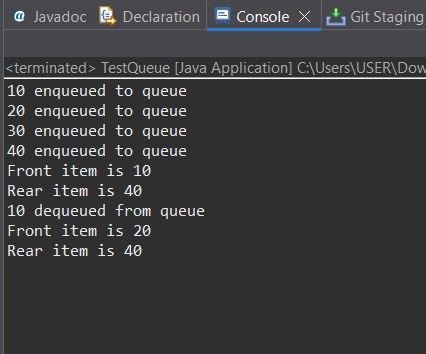 @ Javadoc Declaration Console Git Staging
<terminated> TestQueue [Java Application] C:\Users\USER\Dow
10 enqueued to queue
20 enqueued to queue
30 enqueued to queue
40 enqueued to queue
Front item is 10
Rear item is 40
10 dequeued from queue
Front item is 20
Rear item is 40